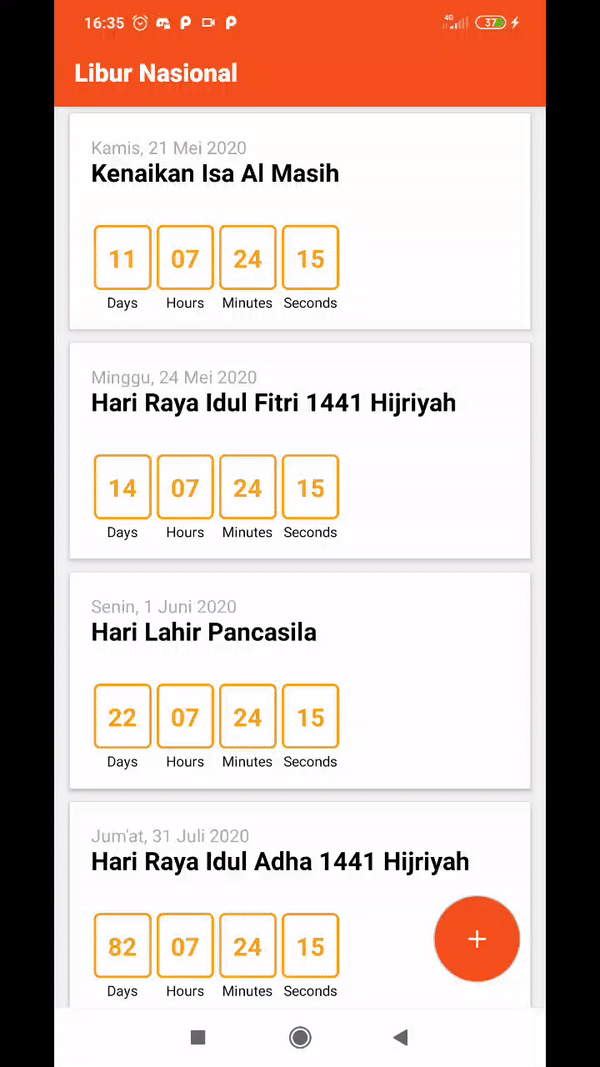 16:35 4G 37
Libur Nasional
Kamis, 21 Mei 2020
Kenaikan Isa Al Masih
11 07 24 15
Days Hours Minutes Seconds
Minggu, 24 Mei 2020
Hari Raya Idul Fitri 1441 Hijriyah
14 07 24 15
Days Hours Minutes Seconds
Senin, 1 Juni 2020
Hari Lahir Pancasila
22 07 24 15
Days Hours Minutes Seconds
Jum'at, 31 Juli 2020
Hari Raya Idul Adha 1441 Hijriyah
82 07 24 15
Days Hours Minutes Seconds
+